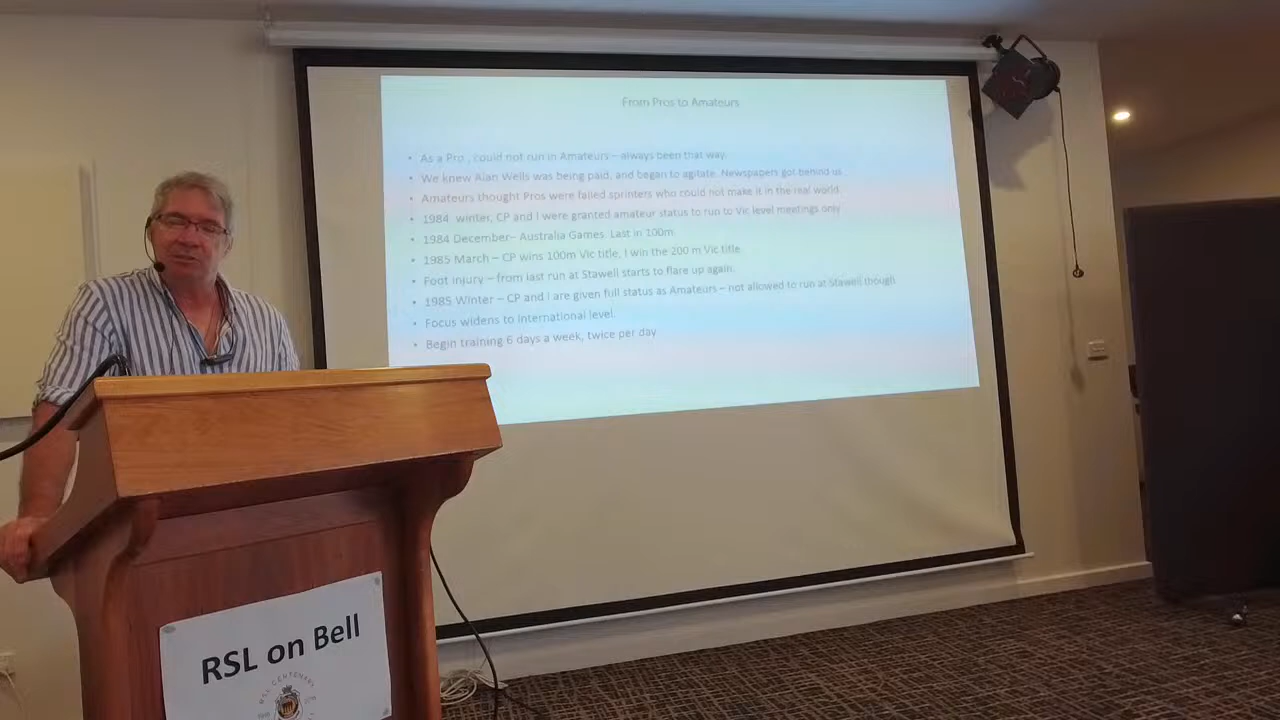 From Pros to Amateurs
• As a Pro , could not run in Amateurs – always been that way.
• We knew Alan Wells was being paid, and began to agitate. Newspapers got behind us
• Amateurs thought Pros were failed sprinters who could not make it in the real world.
• 1984 winter, CP and I were granted amateur status to run to Vic level meetings only
• 1984 December– Australia Games. Last in 100m.
• 1985 March – CP wins 100m Vic title, I win the 200 m Vic title.
• Foot injury – from last run at Stawell starts to flare up again.
• 1985 Winter – CP and I are given full status as Amateurs – not allowed to run at Stawell though.
• Focus widens to International level.
• Begin training 6 days a week, twice per day
RSL on Bell
RSL CENTENARY